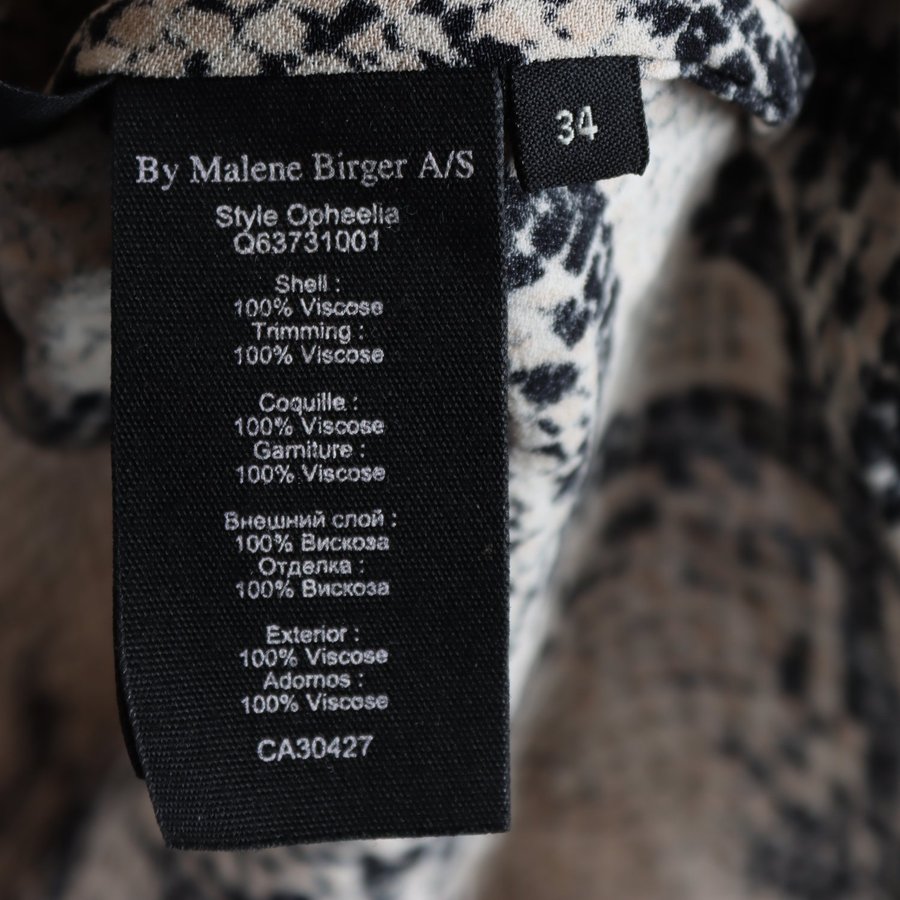 By Malene Birger A/S
34
Style Opheelia
Q63731001
Shell :
100% Viscose
Trimming :
100% Viscose
Coquille :
100% Viscose
Garniture :
100% Viscose
Внешний слой :
100% Вискоза
Отделка :
100% Вискоза
Exterior :
100% Viscose
Adornos :
100% Viscose
CA30427